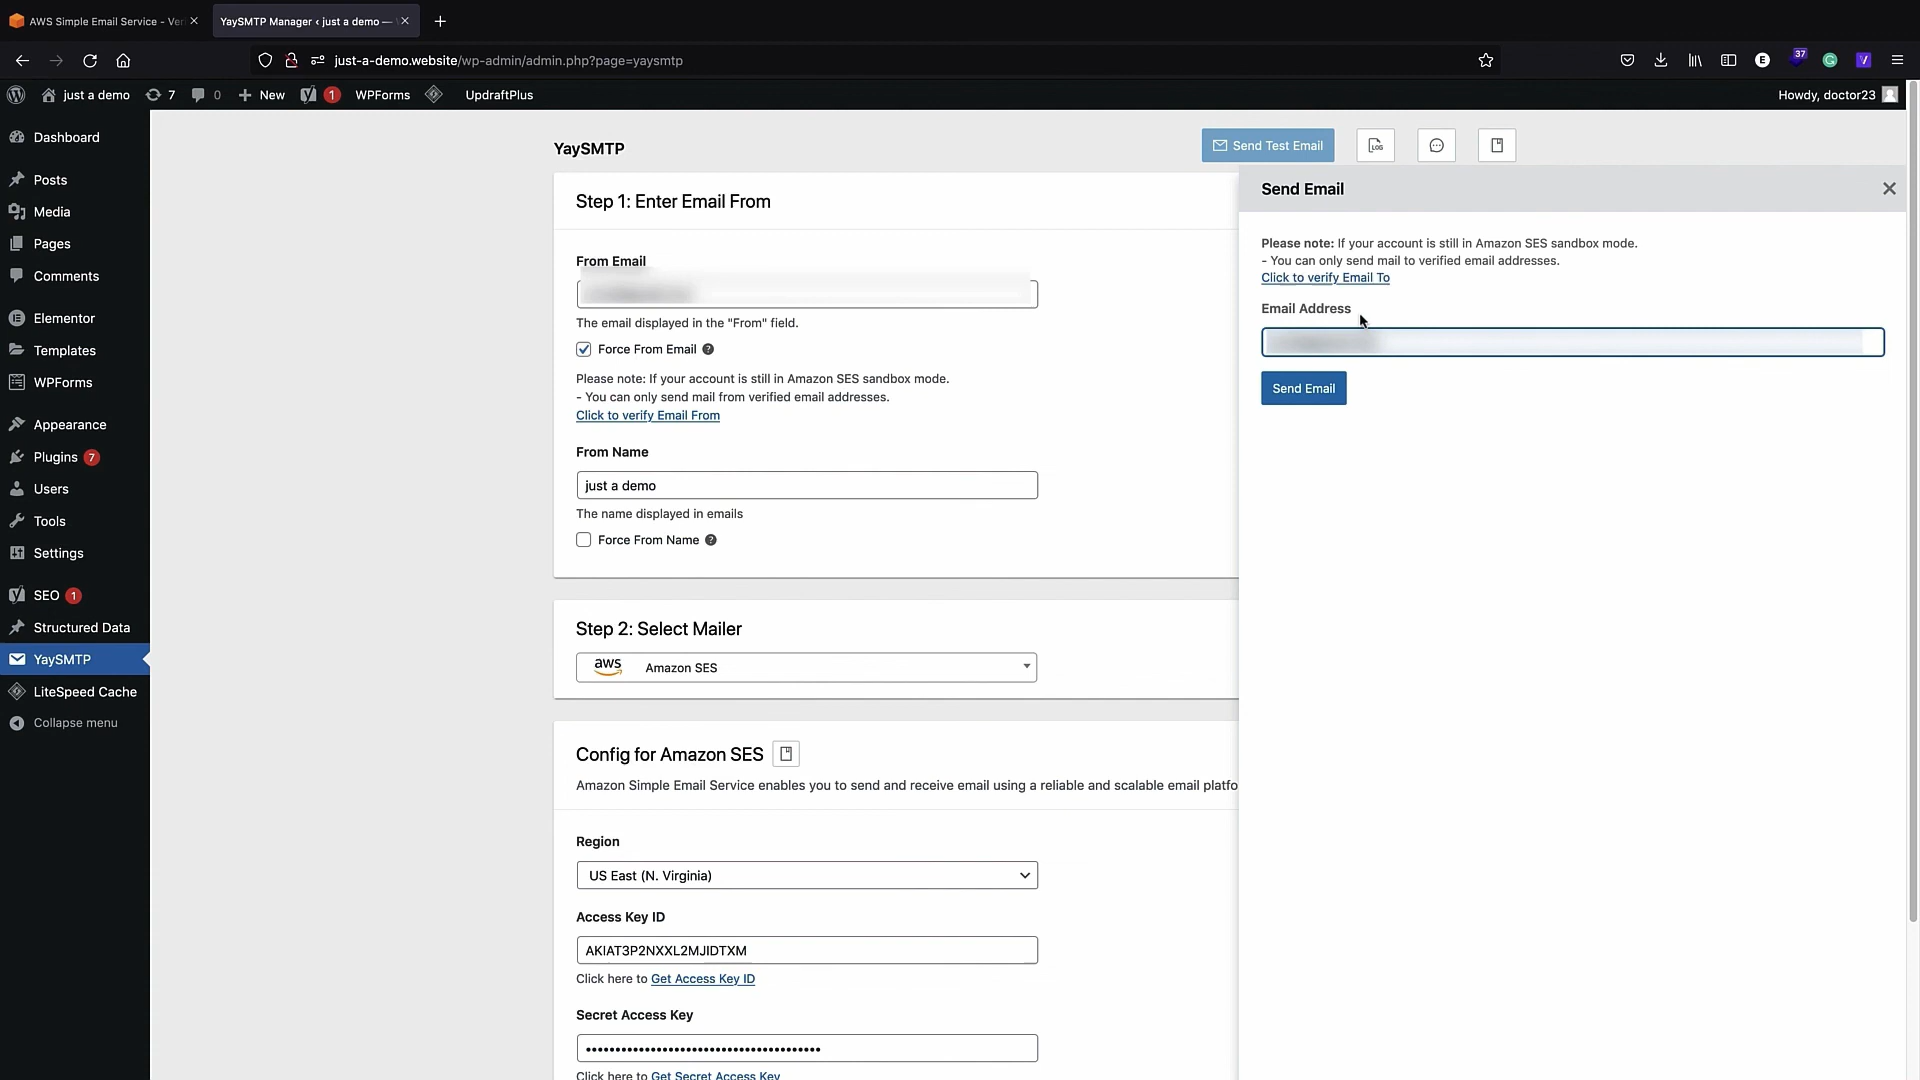 AWS Simple Email Service - Ver
YaySMTP Manager ‹ just a demo —
just-a-demo.website/wp-admin/admin.php?page=yaysmtp
37
just a demo
7
0
New
1
WPForms
UpdraftPlus
Howdy, doctor23
Dashboard
Posts
Media
Pages
Comments
Elementor
Templates
WPForms
Appearance
Plugins 7
Users
Tools
Settings
SEO 1
Structured Data
YaySMTP
LiteSpeed Cache
Collapse menu
YaySMTP
Send Test Email
LOG
Step 1: Enter Email From
From Email
The email displayed in the "From" field.
Force From Email
Please note: If your account is still in Amazon SES sandbox mode.
- You can only send mail from verified email addresses.
Click to verify Email From
From Name
just a demo
The name displayed in emails
Force From Name
Step 2: Select Mailer
aws Amazon SES
Config for Amazon SES
Amazon Simple Email Service enables you to send and receive email using a reliable and scalable email platfo
Region
US East (N. Virginia)
Access Key ID
AKIAT3P2NXXL2MJIDTXM
Click here to Get Access Key ID
Secret Access Key
Click here to Get Secret Access Key
Send Email
Please note: If your account is still in Amazon SES sandbox mode.
- You can only send mail to verified email addresses.
Click to verify Email To
Email Address
Send Email